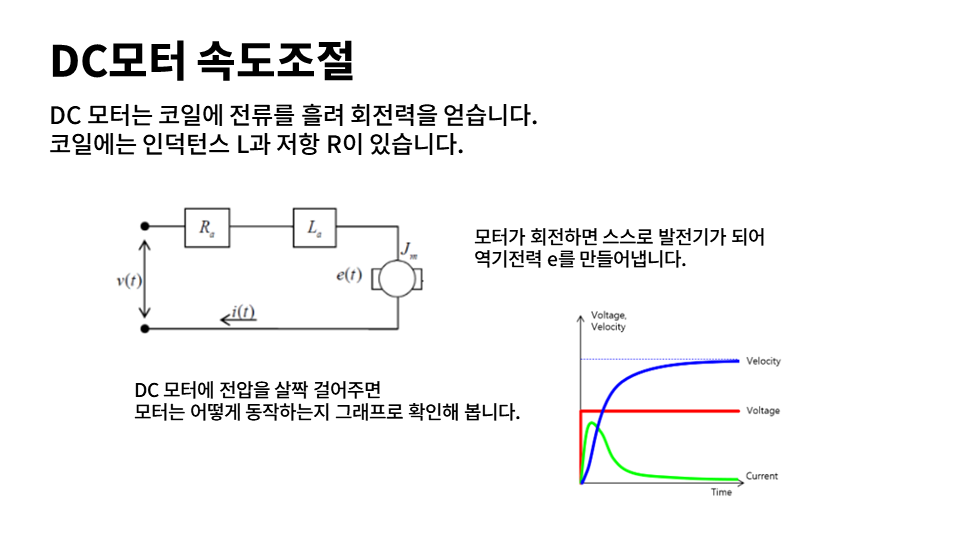 DC모터 속도조절
DC 모터는 코일에 전류를 흘려 회전력을 얻습니다.
코일에는 인덕턴스 L과 저항 R이 있습니다.
Ra
La
Jm
e(t)
v(t)
i(t)
모터가 회전하면 스스로 발전기가 되어
역기전력 e를 만들어냅니다.
DC 모터에 전압을 살짝 걸어주면
모터는 어떻게 동작하는지 그래프로 확인해 봅니다.
Voltage,
Velocity
Velocity
Voltage
Current
Time